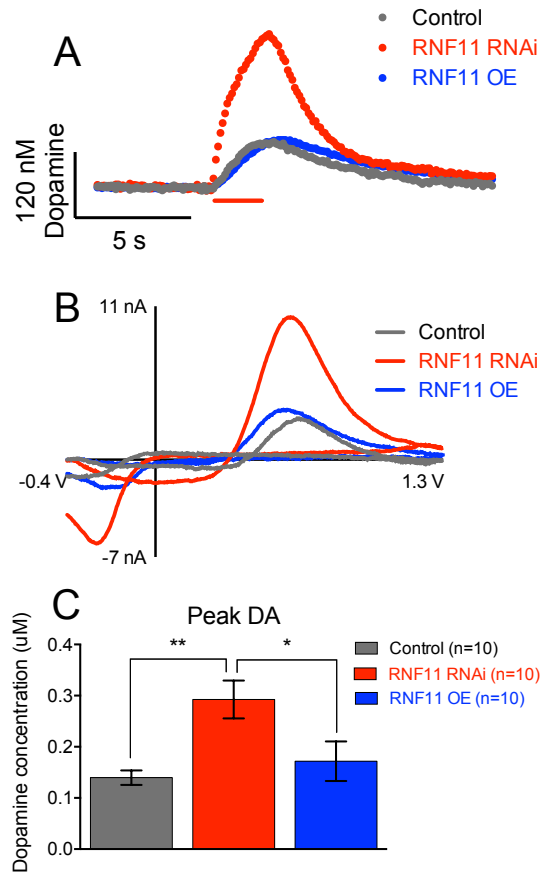 A
Control
RNF11 RNAi
RNF11 OE
120 nM
Dopamine
5 s
B
11 nA
Control
RNF11 RNAi
RNF11 OE
-0.4 V
1.3 V
-7 nA
C
Peak DA
Dopamine concentration (uM)
0.4
0.3
0.2
0.1
0.0
**
*
Control (n=10)
RNF11 RNAi (n=10)
RNF11 OE (n=10)